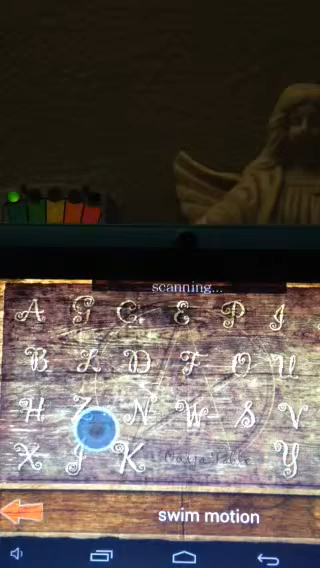 scanning...
A G C E P I
B L D F O U
H Z N W S V
X J K Y
swim motion